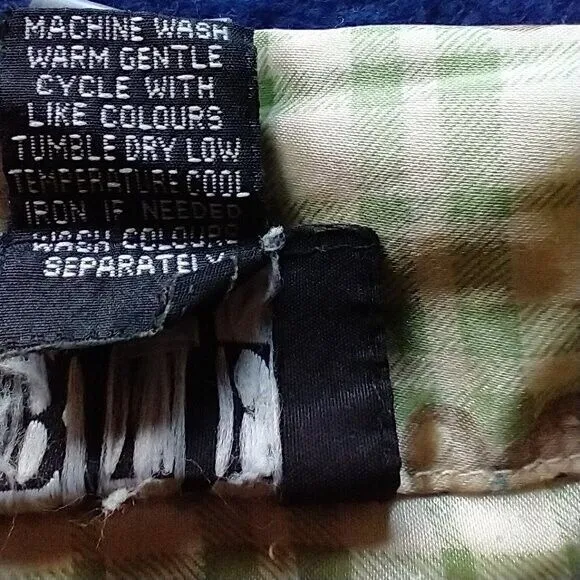 MACHINE WASH
WARM GENTLE
CYCLE WITH
LIKE COLOURS
TUMBLE DRY LOW
TEMPERATURE COOL
IRON IF NEEDED
WASH COLOURS
SEPARATELY